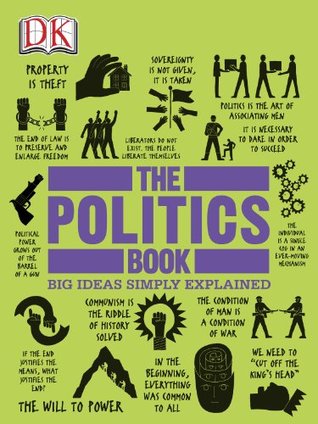 DK
PROPERTY
IS THEFT
SOVEREIGNTY
IS NOT GIVEN,
IT IS TAKEN
POLITICS IS THE ART OF
ASSOCIATING MEN
THE END OF LAW IS
TO PRESERVE AND
ENLARGE FREEDOM
LIBERATORS DO NOT
EXIST. THE PEOPLE
LIBERATE THEMSELVES
IT IS NECESSARY
TO DARE IN ORDER
TO SUCCEED
THE
POLITICS
BOOK
BIG IDEAS SIMPLY EXPLAINED
POLITICAL
POWER
GROWS OUT
OF THE
BARREL
OF A GUN
THE
INDIVIDUAL
IS A SINGLE
COG IN AN
EVER-MOVING
MECHANISM
COMMUNISM IS
THE RIDDLE
OF HISTORY
SOLVED
THE CONDITION
OF MAN IS
A CONDITION
OF WAR
IF THE END
JUSTIFIES THE
MEANS, WHAT
JUSTIFIES THE
END?
THE WILL TO POWER
IN THE
BEGINNING,
EVERYTHING
WAS COMMON
TO ALL
WE NEED TO
"CUT OFF THE
KING'S HEAD"